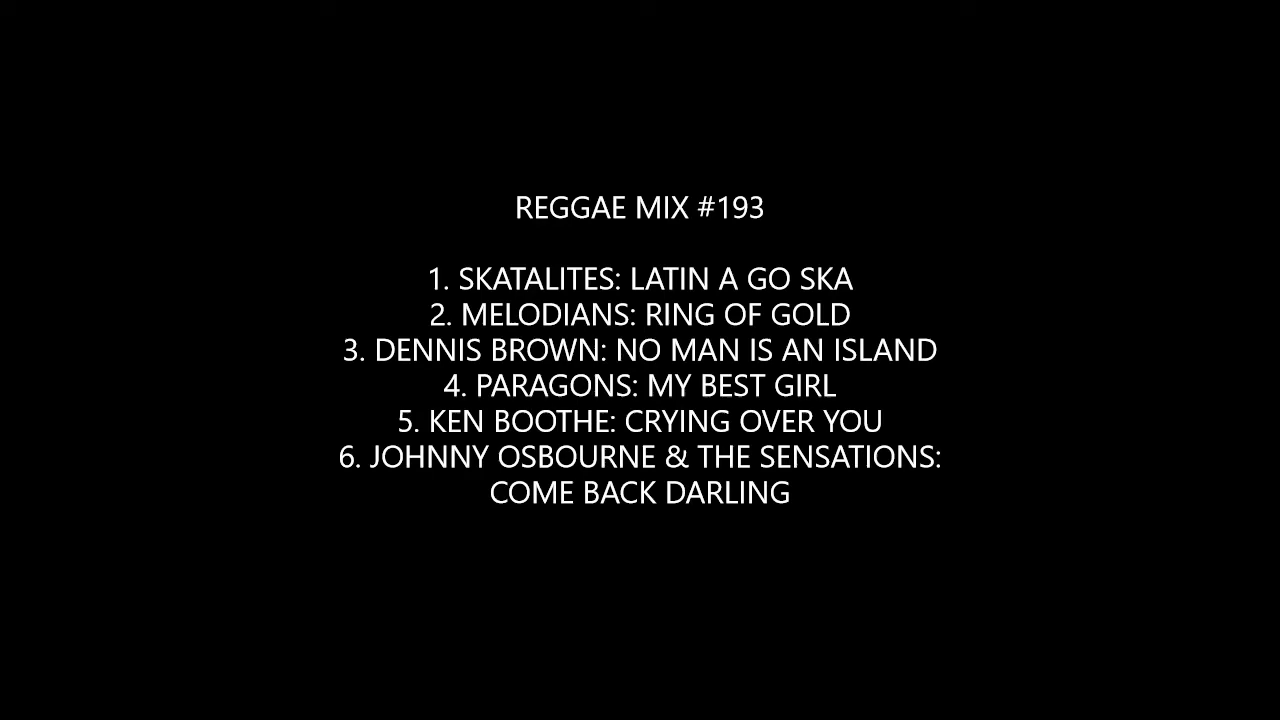 REGGAE MIX #193
1. SKATALITES: LATIN A GO SKA
2. MELODIANS: RING OF GOLD
3. DENNIS BROWN: NO MAN IS AN ISLAND
4. PARAGONS: MY BEST GIRL
5. KEN BOOTHE: CRYING OVER YOU
6. JOHNNY OSBOURNE & THE SENSATIONS:
COME BACK DARLING